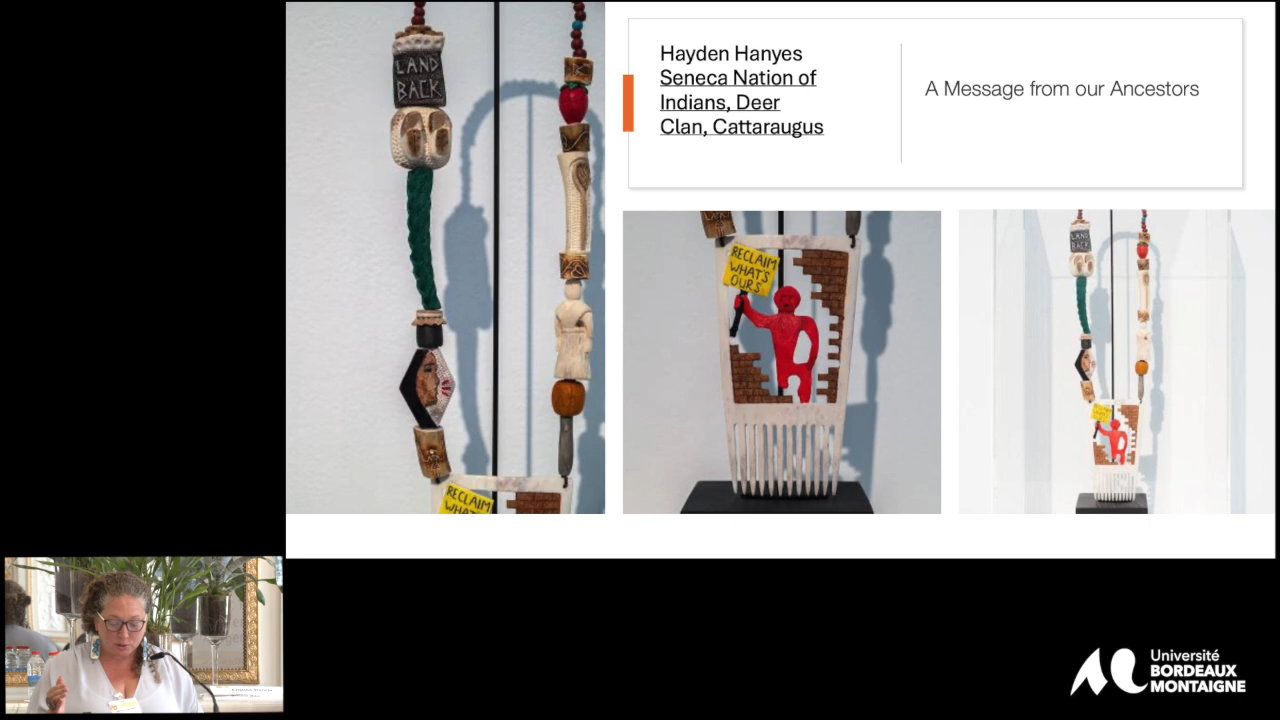 Hayden Hanyes
Seneca Nation of
Indians, Deer
Clan, Cattaraugus
A Message from our Ancestors
LAND
BACK
RECLAIM
RECLAIM
WHAT'S
OURS
LAND
BACK
RECLAIM
Université
BORDEAUX
MONTAIGNE